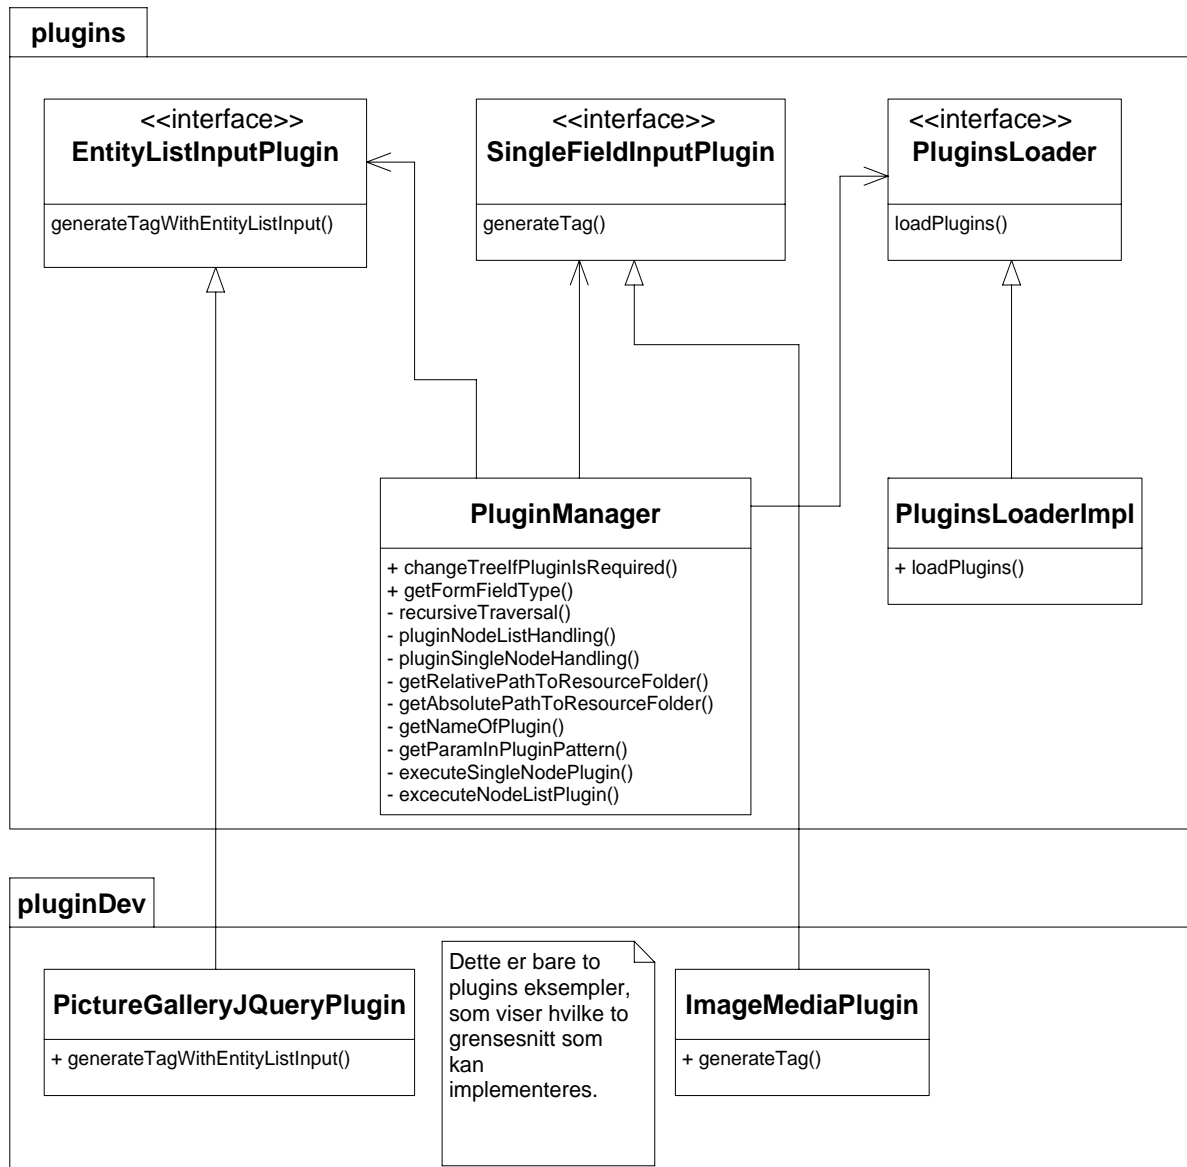 plugins
<<interface>>
EntityListInputPlugin
generateTagWithEntityListInput()
<<interface>>
SingleFieldInputPlugin
generateTag()
<<interface>>
PluginsLoader
loadPlugins()
PluginManager
+ changeTreeIfPluginIsRequired()
+ getFormFieldType()
- recursiveTraversal()
- pluginNodeListHandling()
- pluginSingleNodeHandling()
- getRelativePathToResourceFolder()
- getAbsolutePathToResourceFolder()
- getNameOfPlugin()
- getParamInPluginPattern()
- executeSingleNodePlugin()
- excecuteNodeListPlugin()
PluginsLoaderImpl
+ loadPlugins()
pluginDev
PictureGalleryJQueryPlugin
+ generateTagWithEntityListInput()
Dette er bare to
plugins eksempler,
som viser hvilke to
grensesnitt som
kan
implementeres.
ImageMediaPlugin
+ generateTag()